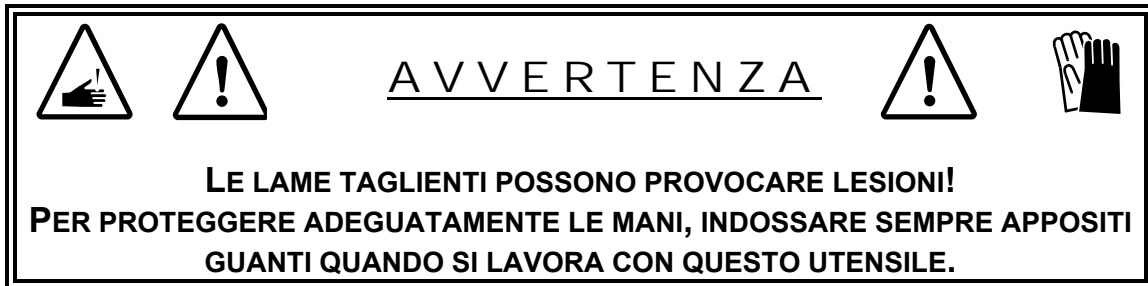 AVVERTENZA
LE LAME TAGLIENTI POSSONO PROVOCARE LESIONI!
PER PROTEGGERE ADEGUATAMENTE LE MANI, INDOSSARE SEMPRE APPOSITI
GUANTI QUANDO SI LAVORA CON QUESTO UTENSILE.